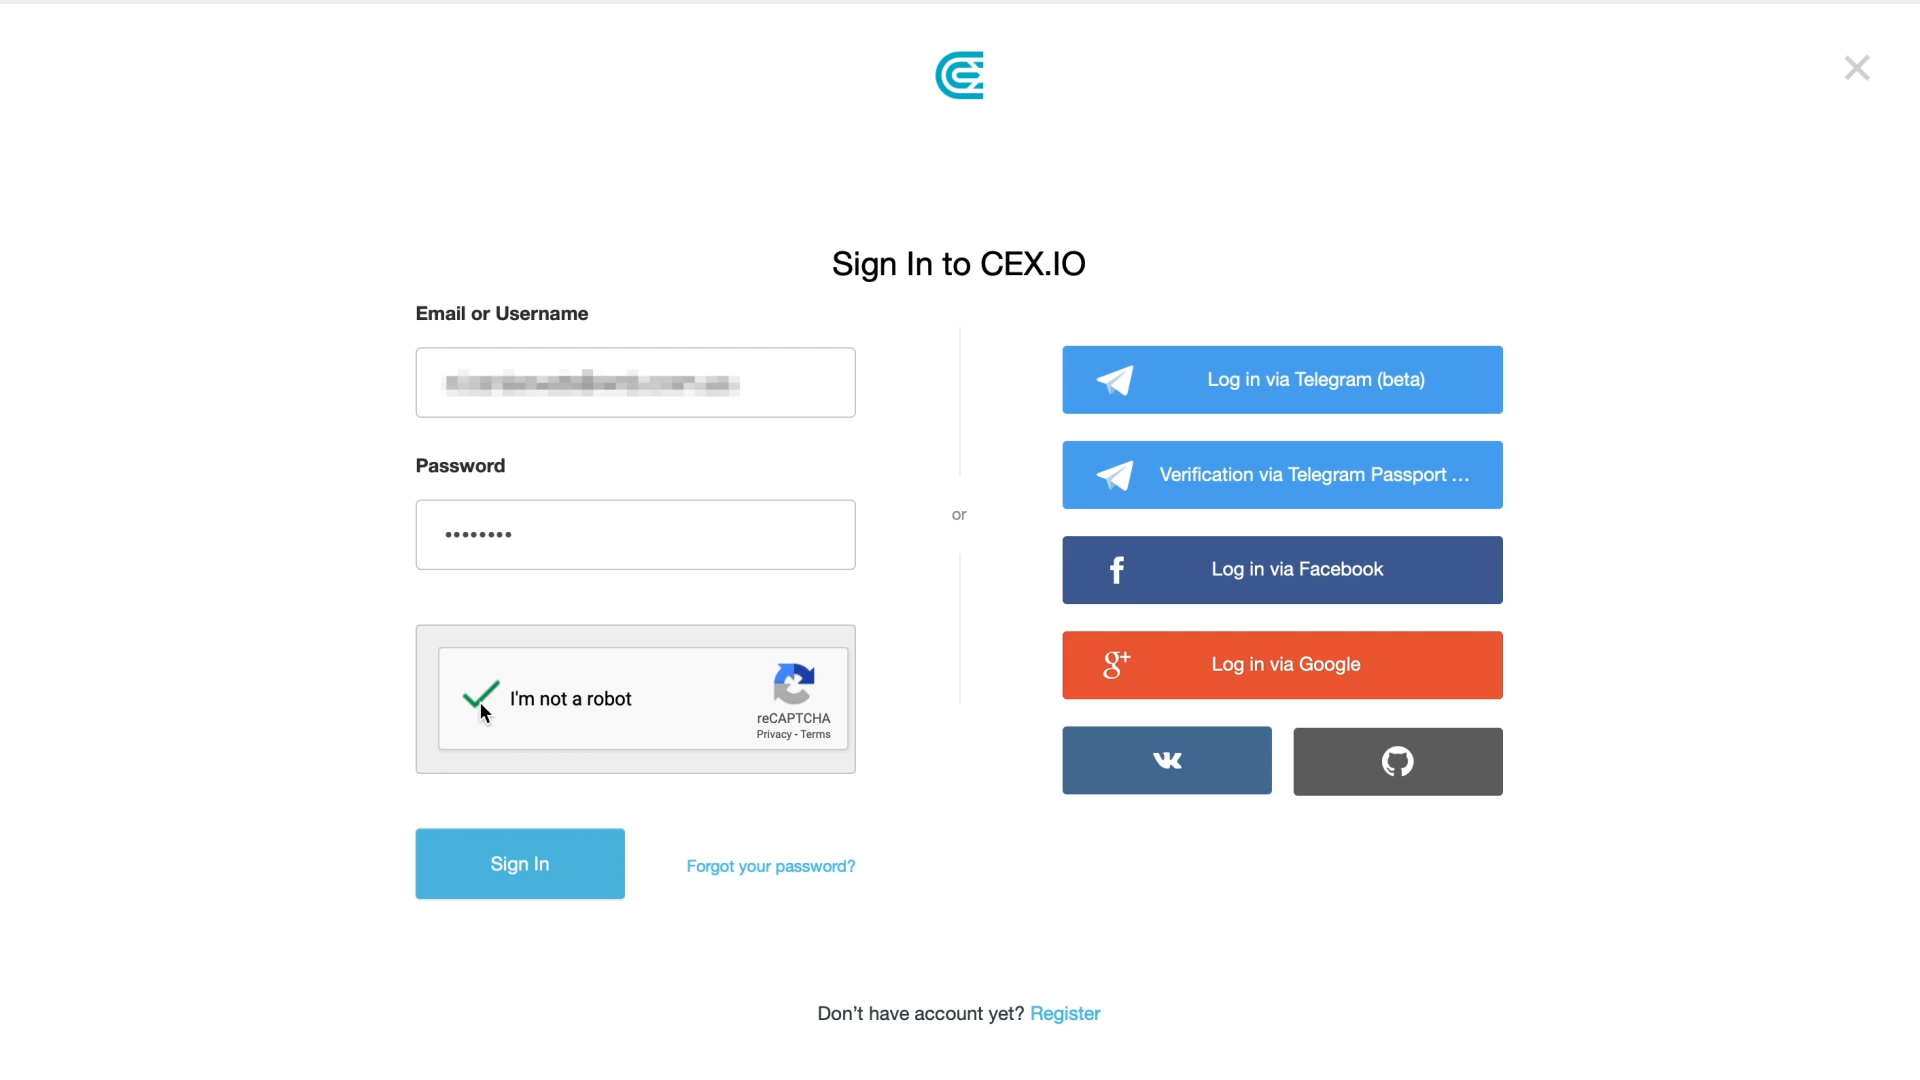 Sign In to CEX.IO
Email or Username
Password
••••••••
I'm not a robot
reCAPTCHA
Privacy - Terms
Sign In
Forgot your password?
or
Log in via Telegram (beta)
Verification via Telegram Passport ...
Log in via Facebook
g+ Log in via Google
Don't have account yet? Register